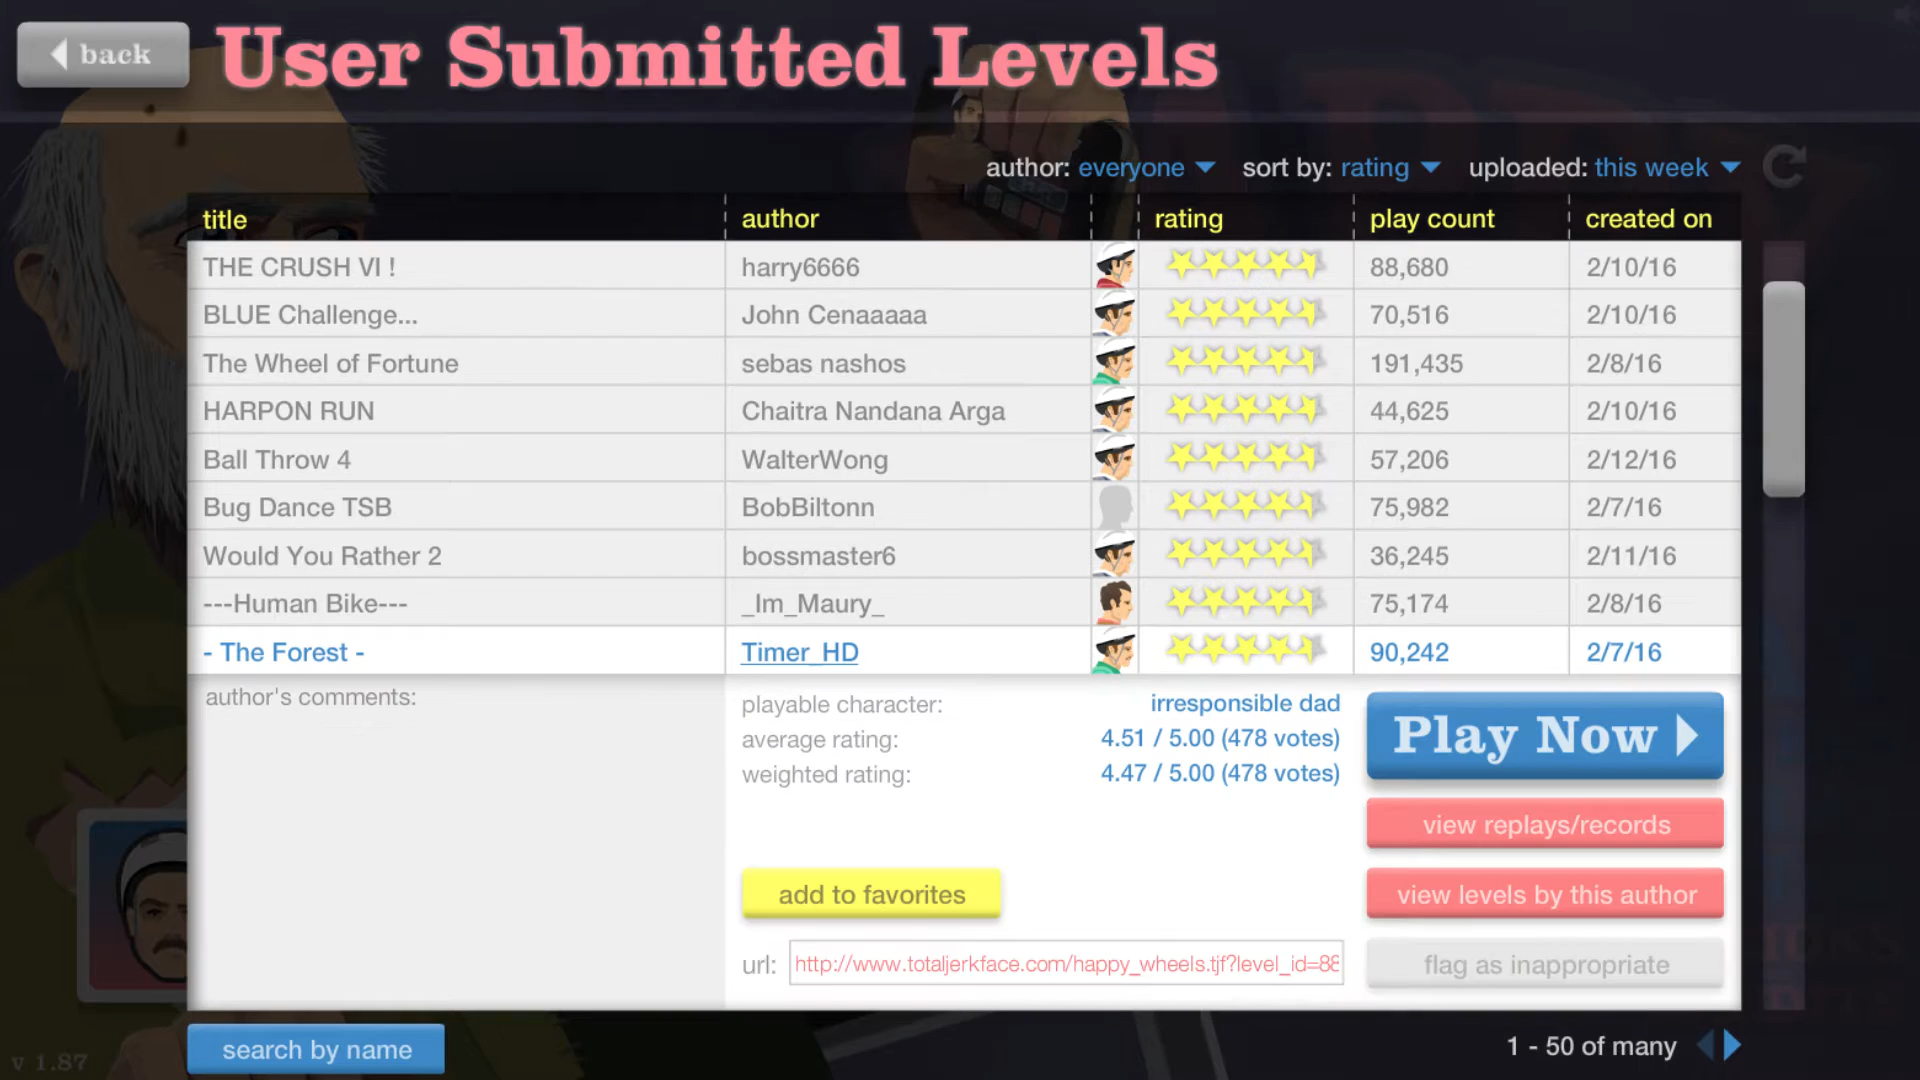 back
User Submitted Levels
author: everyone sort by: rating uploaded: this week
title author rating play count created on
THE CRUSH VI ! harry6666 88,680 2/10/16
BLUE Challenge... John Cenaaaaa 70,516 2/10/16
The Wheel of Fortune sebas nashos 191,435 2/8/16
HARPON RUN Chaitra Nandana Arga 44,625 2/10/16
Ball Throw 4 WalterWong 57,206 2/12/16
Bug Dance TSB BobBiltonn 75,982 2/7/16
Would You Rather 2 bossmaster6 36,245 2/11/16
---Human Bike--- _Im_Maury_ 75,174 2/8/16
- The Forest - Timer_HD 90,242 2/7/16
author's comments:
playable character: irresponsible dad
average rating: 4.51 / 5.00 (478 votes)
weighted rating: 4.47 / 5.00 (478 votes)
Play Now
view replays/records
add to favorites
view levels by this author
url: http://www.totaljerkface.com/happy_wheels.tjf?level_id=88
flag as inappropriate
search by name
1 - 50 of many
v 1.87